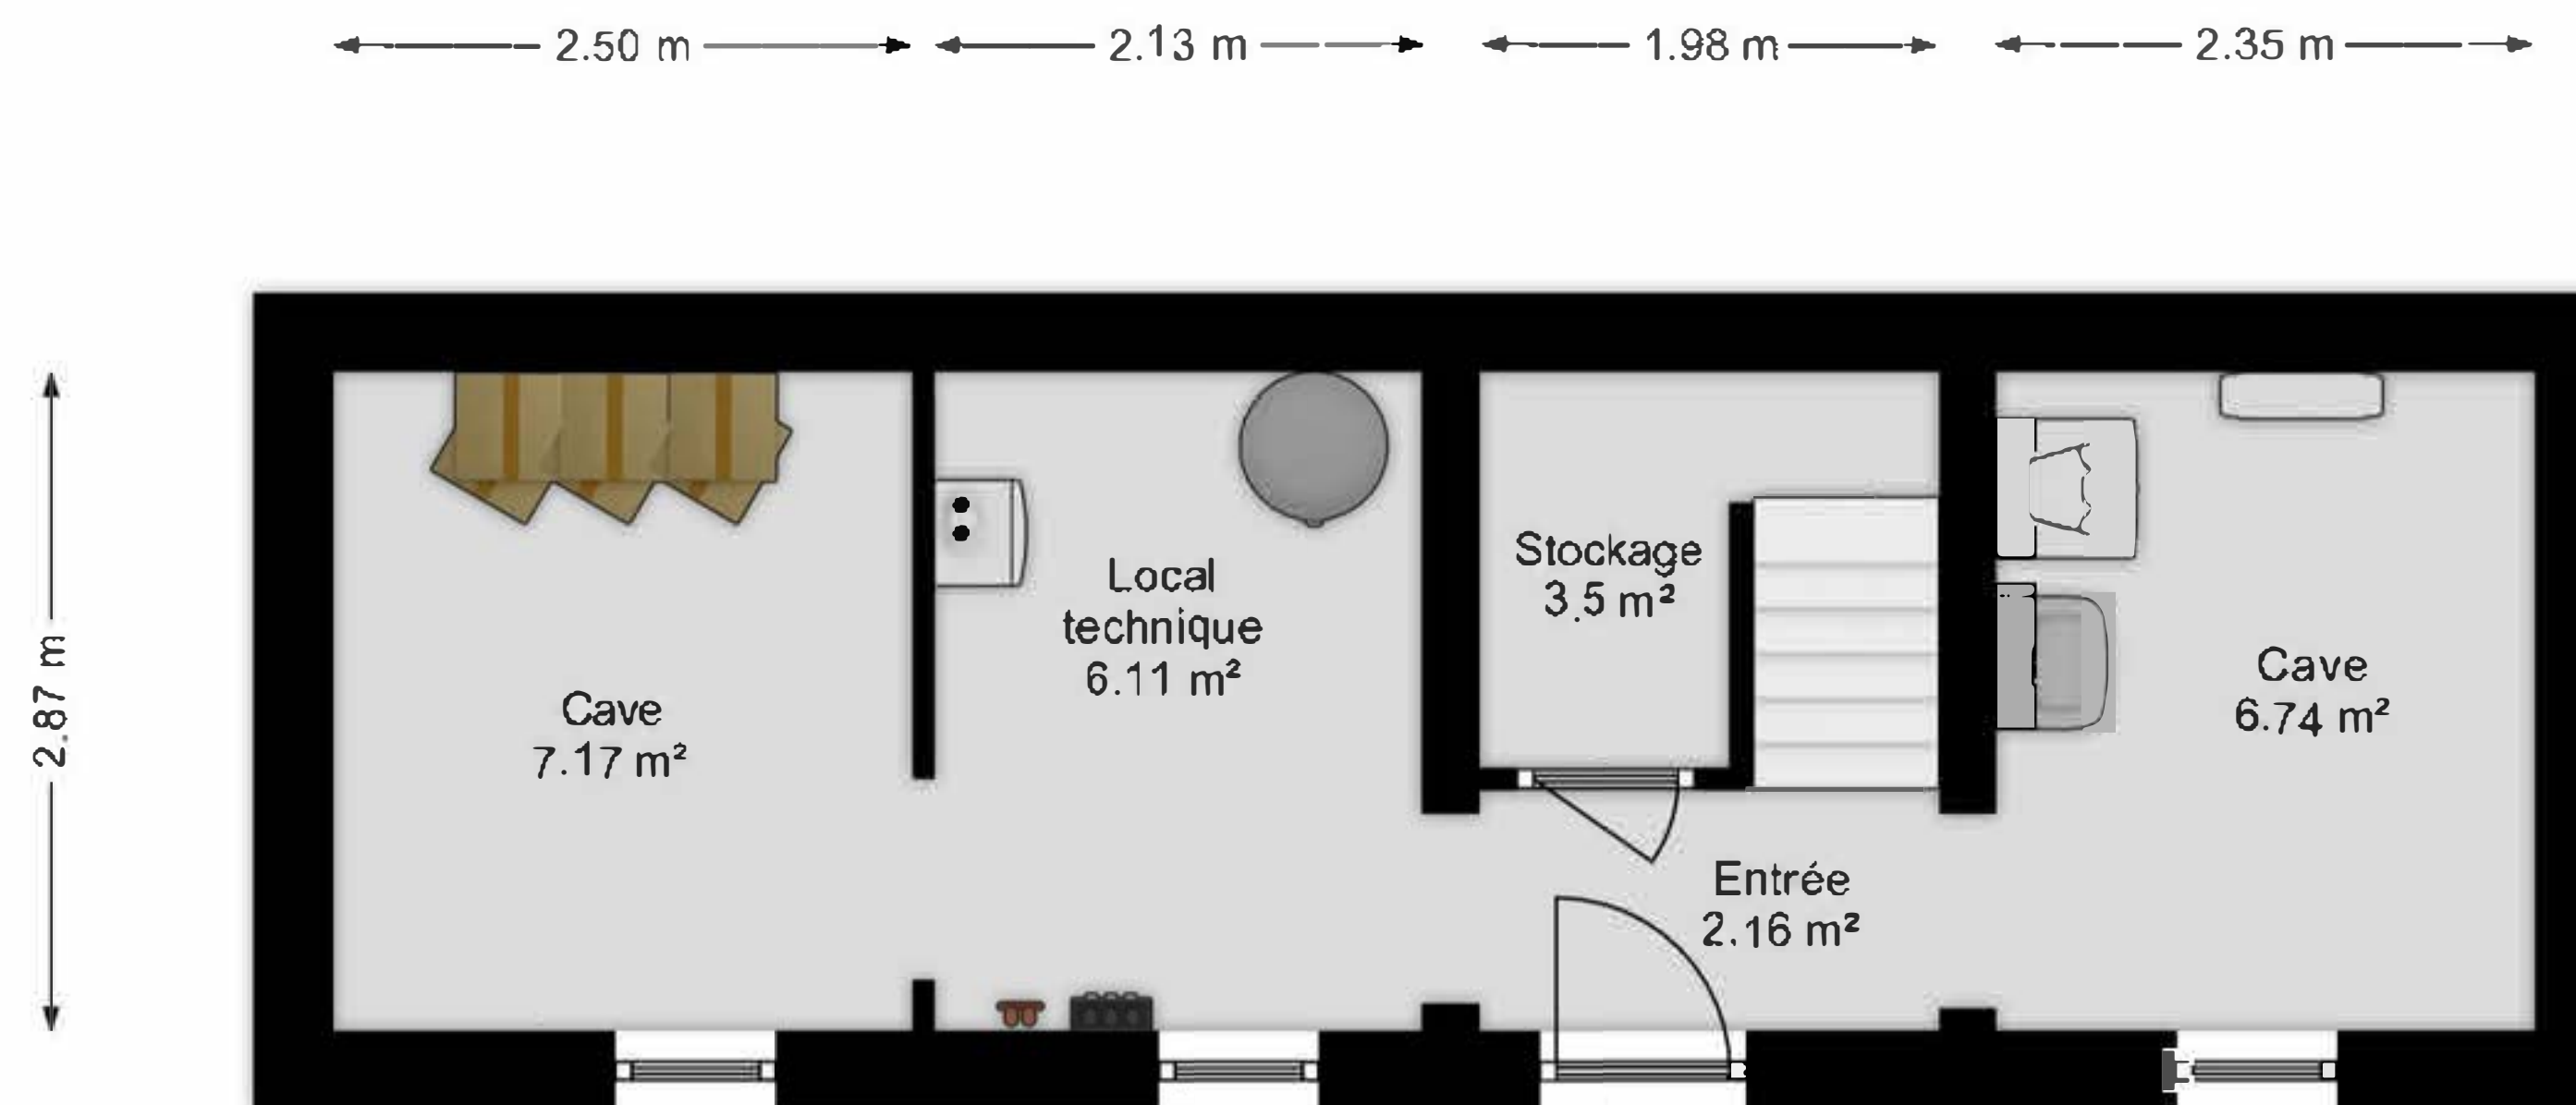 2.50 m
2.13 m
1.98 m
2.35 m
2.87 m
Cave
7.17 m²
Local
technique
6.11 m²
Stockage
3.5 m²
Entrée
2.16 m²
Cave
6.74 m²